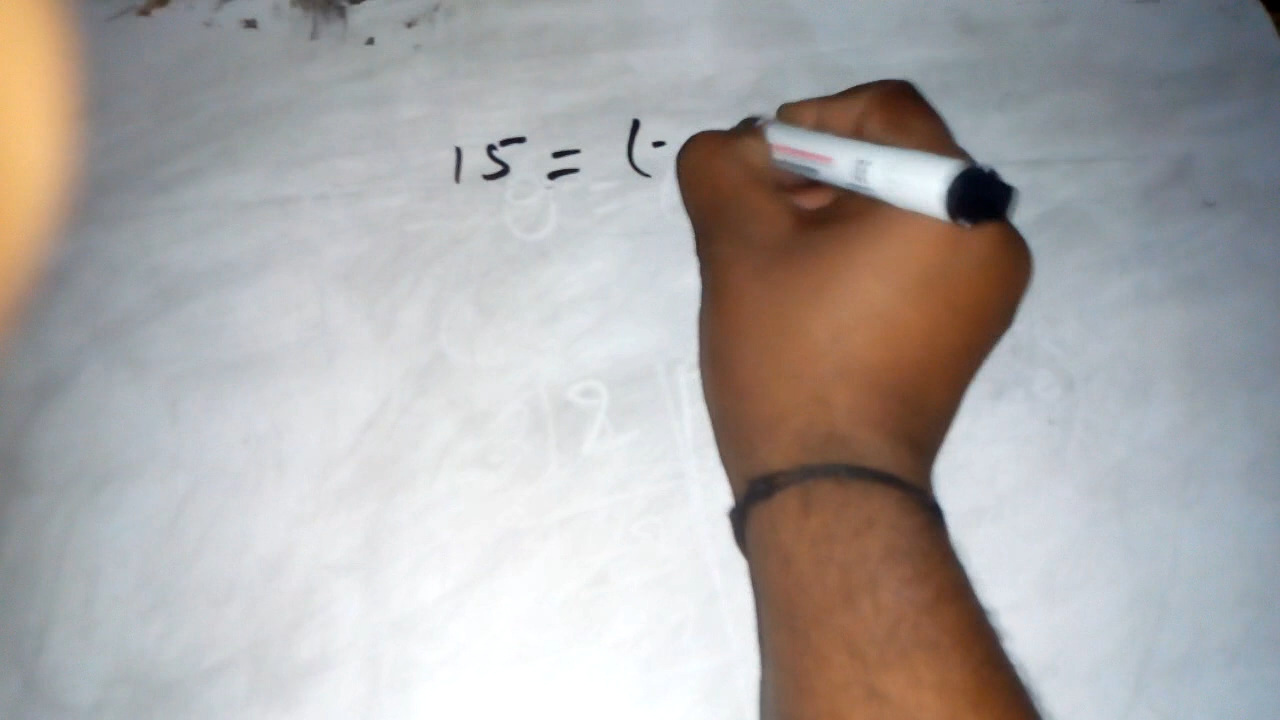 15 = (-